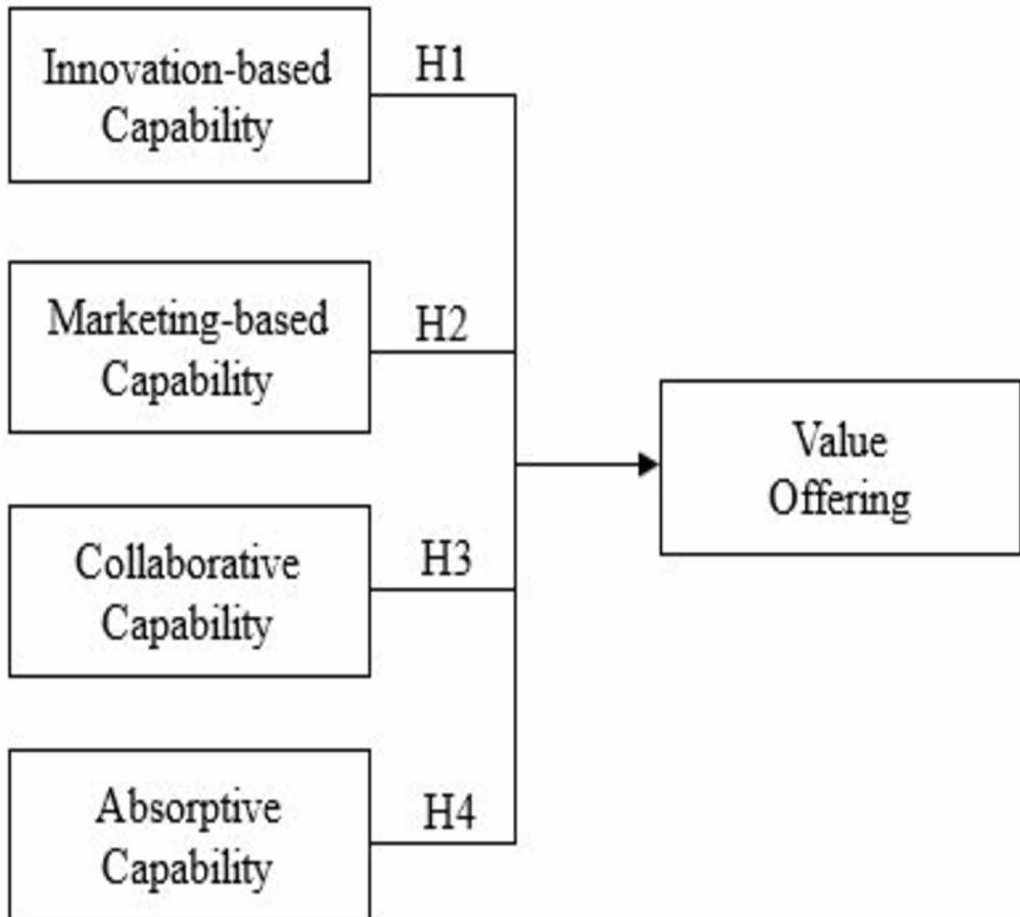 Innovation-based
Capability
H1
Marketing-based
Capability
H2
Value
Offering
Collaborative
Capability
H3
Absorptive
Capability
H4